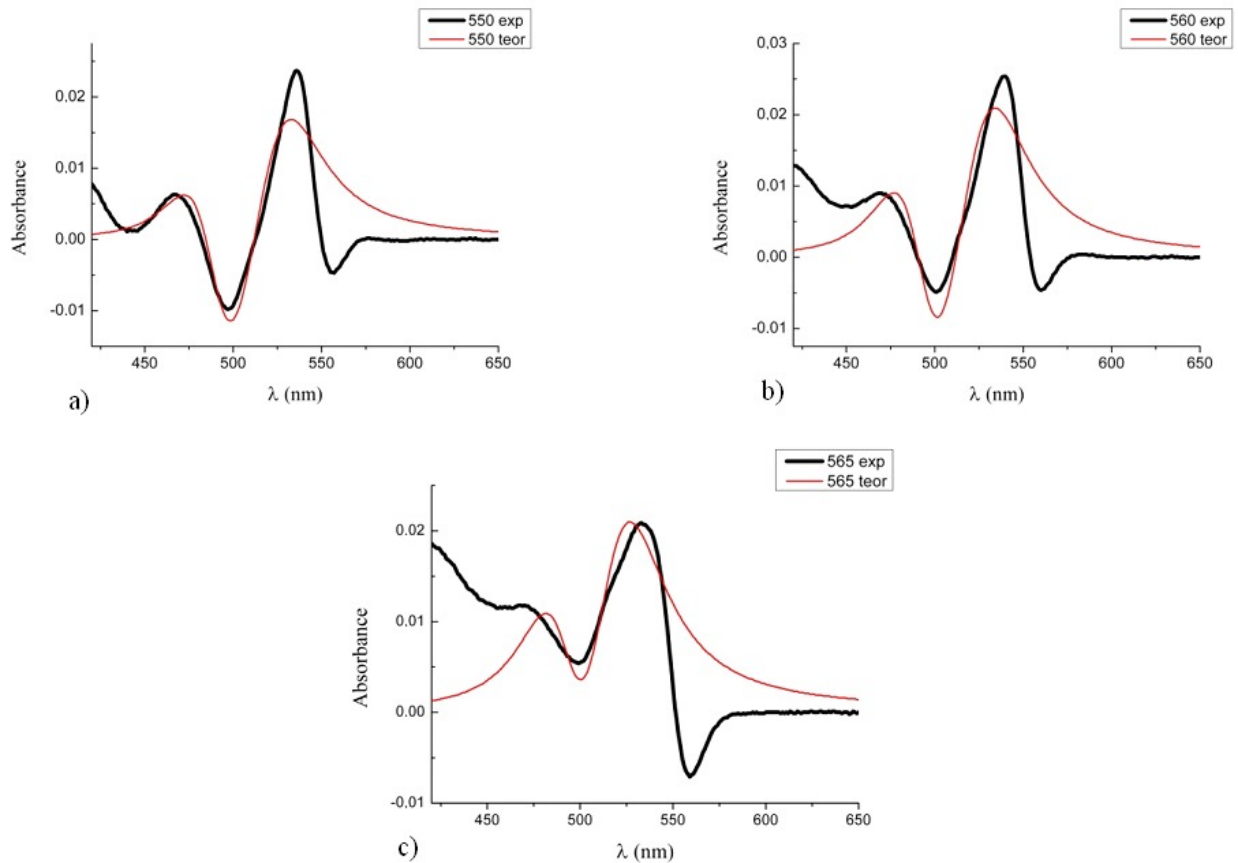 550 exp
550 teor
0.02
0.01
0.00
-0.01
450 500 550 600 650
Absorbance
λ (nm)
a)
560 exp
560 teor
0.03
0.02
0.01
0.00
-0.01
450 500 550 600 650
Absorbance
λ (nm)
b)
565 exp
565 teor
0.02
0.01
0.00
-0.01
450 500 550 600 650
Absorbance
λ (nm)
c)